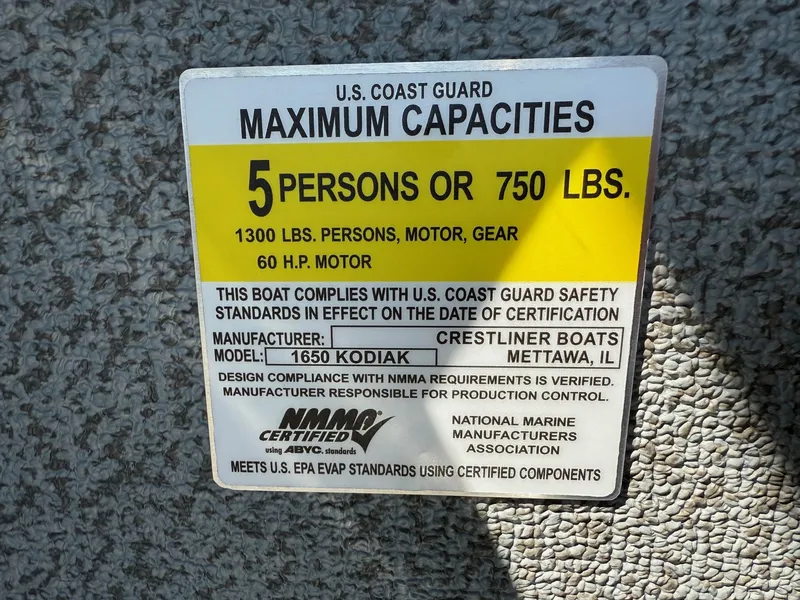 U.S. COAST GUARD
MAXIMUM CAPACITIES
5 PERSONS OR 750 LBS.
1300 LBS. PERSONS, MOTOR, GEAR
60 H.P. MOTOR
THIS BOAT COMPLIES WITH U.S. COAST GUARD SAFETY
STANDARDS IN EFFECT ON THE DATE OF CERTIFICATION
MANUFACTURER: CRESTLINER BOATS
MODEL: 1650 KODIAK METTAWA, IL
DESIGN COMPLIANCE WITH NMMA REQUIREMENTS IS VERIFIED.
MANUFACTURER RESPONSIBLE FOR PRODUCTION CONTROL.
NMMA®
CERTIFIED
using ABYC. standards
NATIONAL MARINE
MANUFACTURERS
ASSOCIATION
MEETS U.S. EPA EVAP STANDARDS USING CERTIFIED COMPONENTS